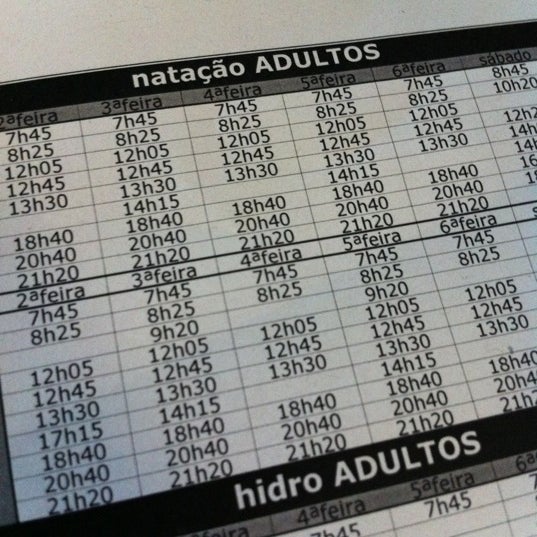 natação ADULTOS
2ªfeira 3ªfeira 4ªfeira 5ªfeira 6ªfeira sábado
7h45 7h45 7h45 7h45 7h45 8h45
8h25 8h25 8h25 8h25 8h25 10h20
12h05 12h05 12h05 12h05 12h05
12h45 12h45 12h45 12h45 12h45
13h30 13h30 13h30 13h30 13h30
14h15 14h15
18h40 18h40 18h40 18h40 18h40
20h40 20h40 20h40 20h40 20h40
21h20 21h20 21h20 21h20 21h20
2ªfeira 3ªfeira 4ªfeira 5ªfeira 6ªfeira
7h45 7h45 7h45 7h45 7h45
8h25 8h25 8h25 8h25 8h25
9h20 9h20
12h05 12h05 12h05 12h05 12h05
12h45 12h45 12h45 12h45 12h45
13h30 13h30 13h30 13h30 13h30
17h15 14h15 14h15
18h40 18h40 18h40 18h40 18h40
20h40 20h40 20h40 20h40
21h20 21h20 21h20 21h20
hidro ADULTOS
4ªfeira 5ªfeira
7h45 7h45